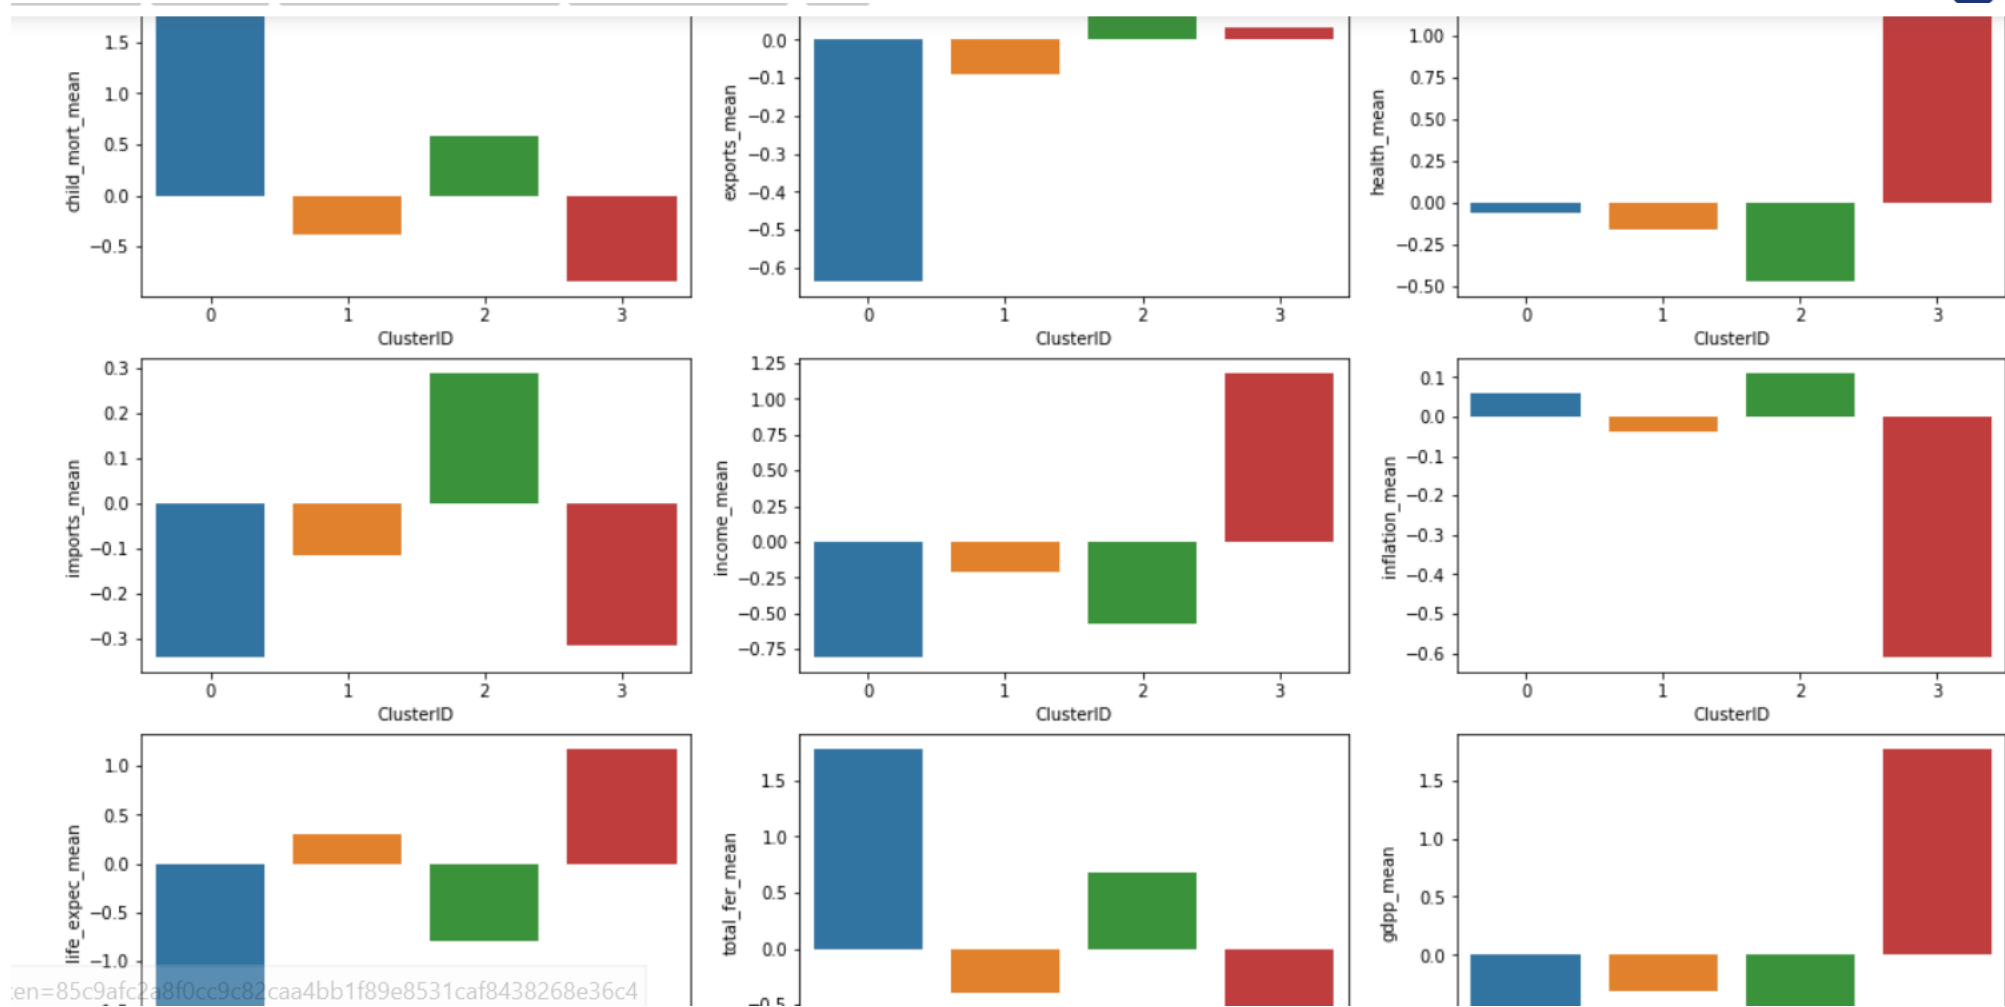 1.5
1.0
0.5
0.0
−0.5
child_mort_mean
0 1 2 3
ClusterID
0.0
−0.1
−0.2
−0.3
−0.4
−0.5
−0.6
exports_mean
0 1 2 3
ClusterID
1.00
0.75
0.50
0.25
0.00
−0.25
−0.50
health_mean
0 1 2 3
ClusterID
0.3
0.2
0.1
0.0
−0.1
−0.2
−0.3
imports_mean
0 1 2 3
ClusterID
1.25
1.00
0.75
0.50
0.25
0.00
−0.25
−0.50
−0.75
income_mean
0 1 2 3
ClusterID
0.1
0.0
−0.1
−0.2
−0.3
−0.4
−0.5
−0.6
inflation_mean
0 1 2 3
ClusterID
1.0
0.5
0.0
−0.5
−1.0
life_expec_mean
1.5
1.0
0.5
0.0
−0.5
total_fer_mean
1.5
1.0
0.5
0.0
gdpp_mean
en=85c9afc2a8f0cc9c82caa4bb1f89e8531caf8438268e36c4